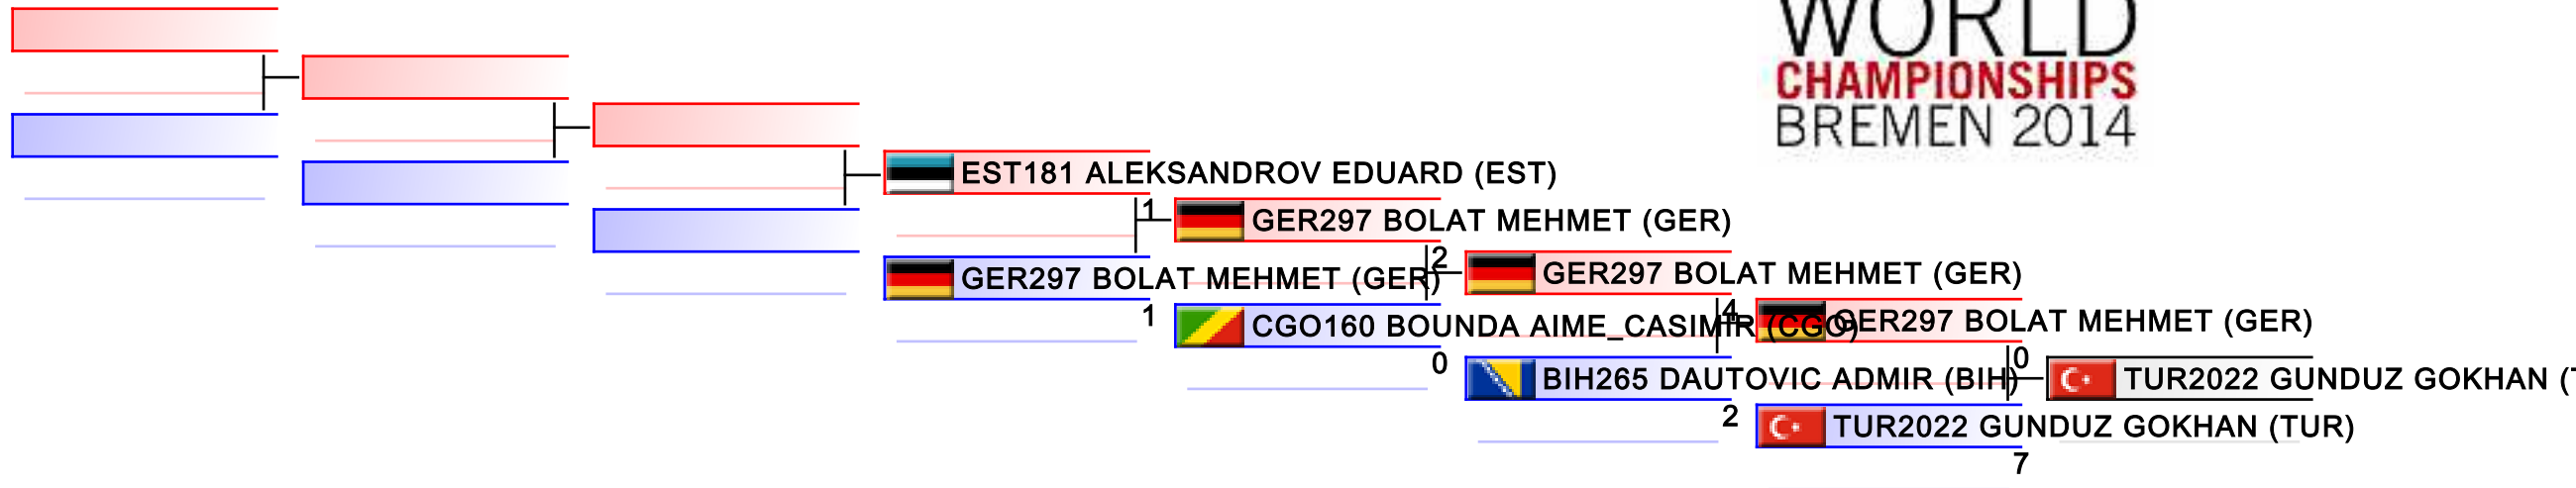 WORLD
CHAMPIONSHIPS
BREMEN 2014
EST181 ALEKSANDROV EDUARD (EST)
1
GER297 BOLAT MEHMET (GER)
GER297 BOLAT MEHMET (GER)
1
2
GER297 BOLAT MEHMET (GER)
CGO160 BOUNDA AIME_CASIMIR (CGO)
0
4
GER297 BOLAT MEHMET (GER)
BIH265 DAUTOVIC ADMIR (BIH)
2
0
TUR2022 GUNDUZ GOKHAN (T
TUR2022 GUNDUZ GOKHAN (TUR)
7